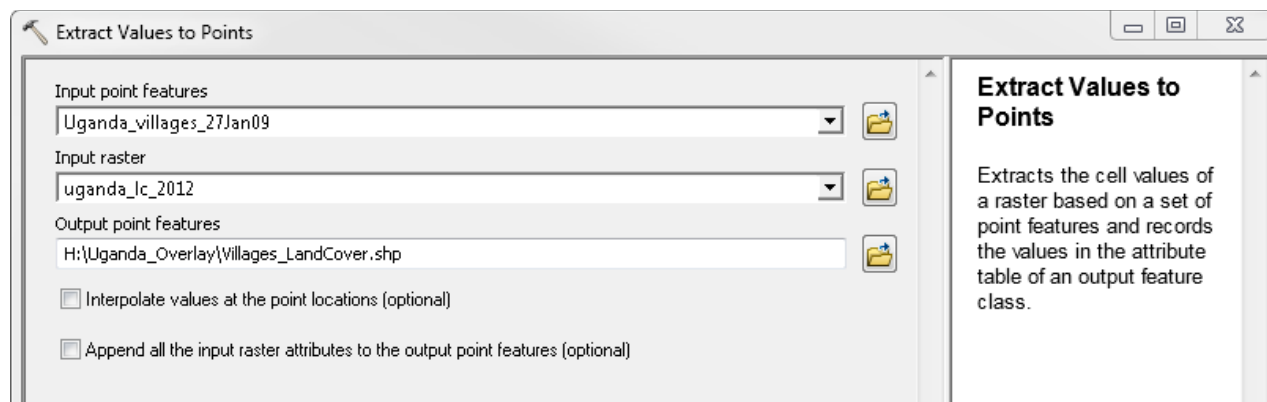 Extract Values to Points
Input point features
Uganda_villages_27Jan09
Input raster
uganda_lc_2012
Output point features
H:\Uganda_Overlay\Villages_LandCover.shp
Interpolate values at the point locations (optional)
Append all the input raster attributes to the output point features (optional)
Extract Values to
Points
Extracts the cell values of
a raster based on a set of
point features and records
the values in the attribute
table of an output feature
class.